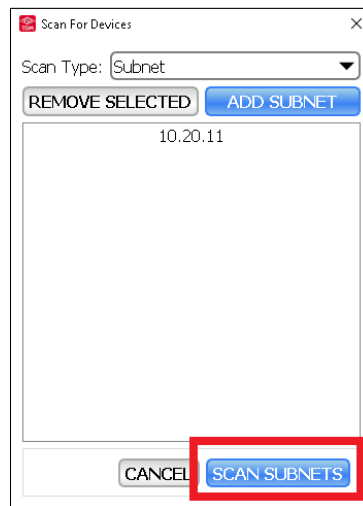 Scan For Devices
Scan Type: Subnet
REMOVE SELECTED ADD SUBNET
10.20.11
CANCEL SCAN SUBNETS